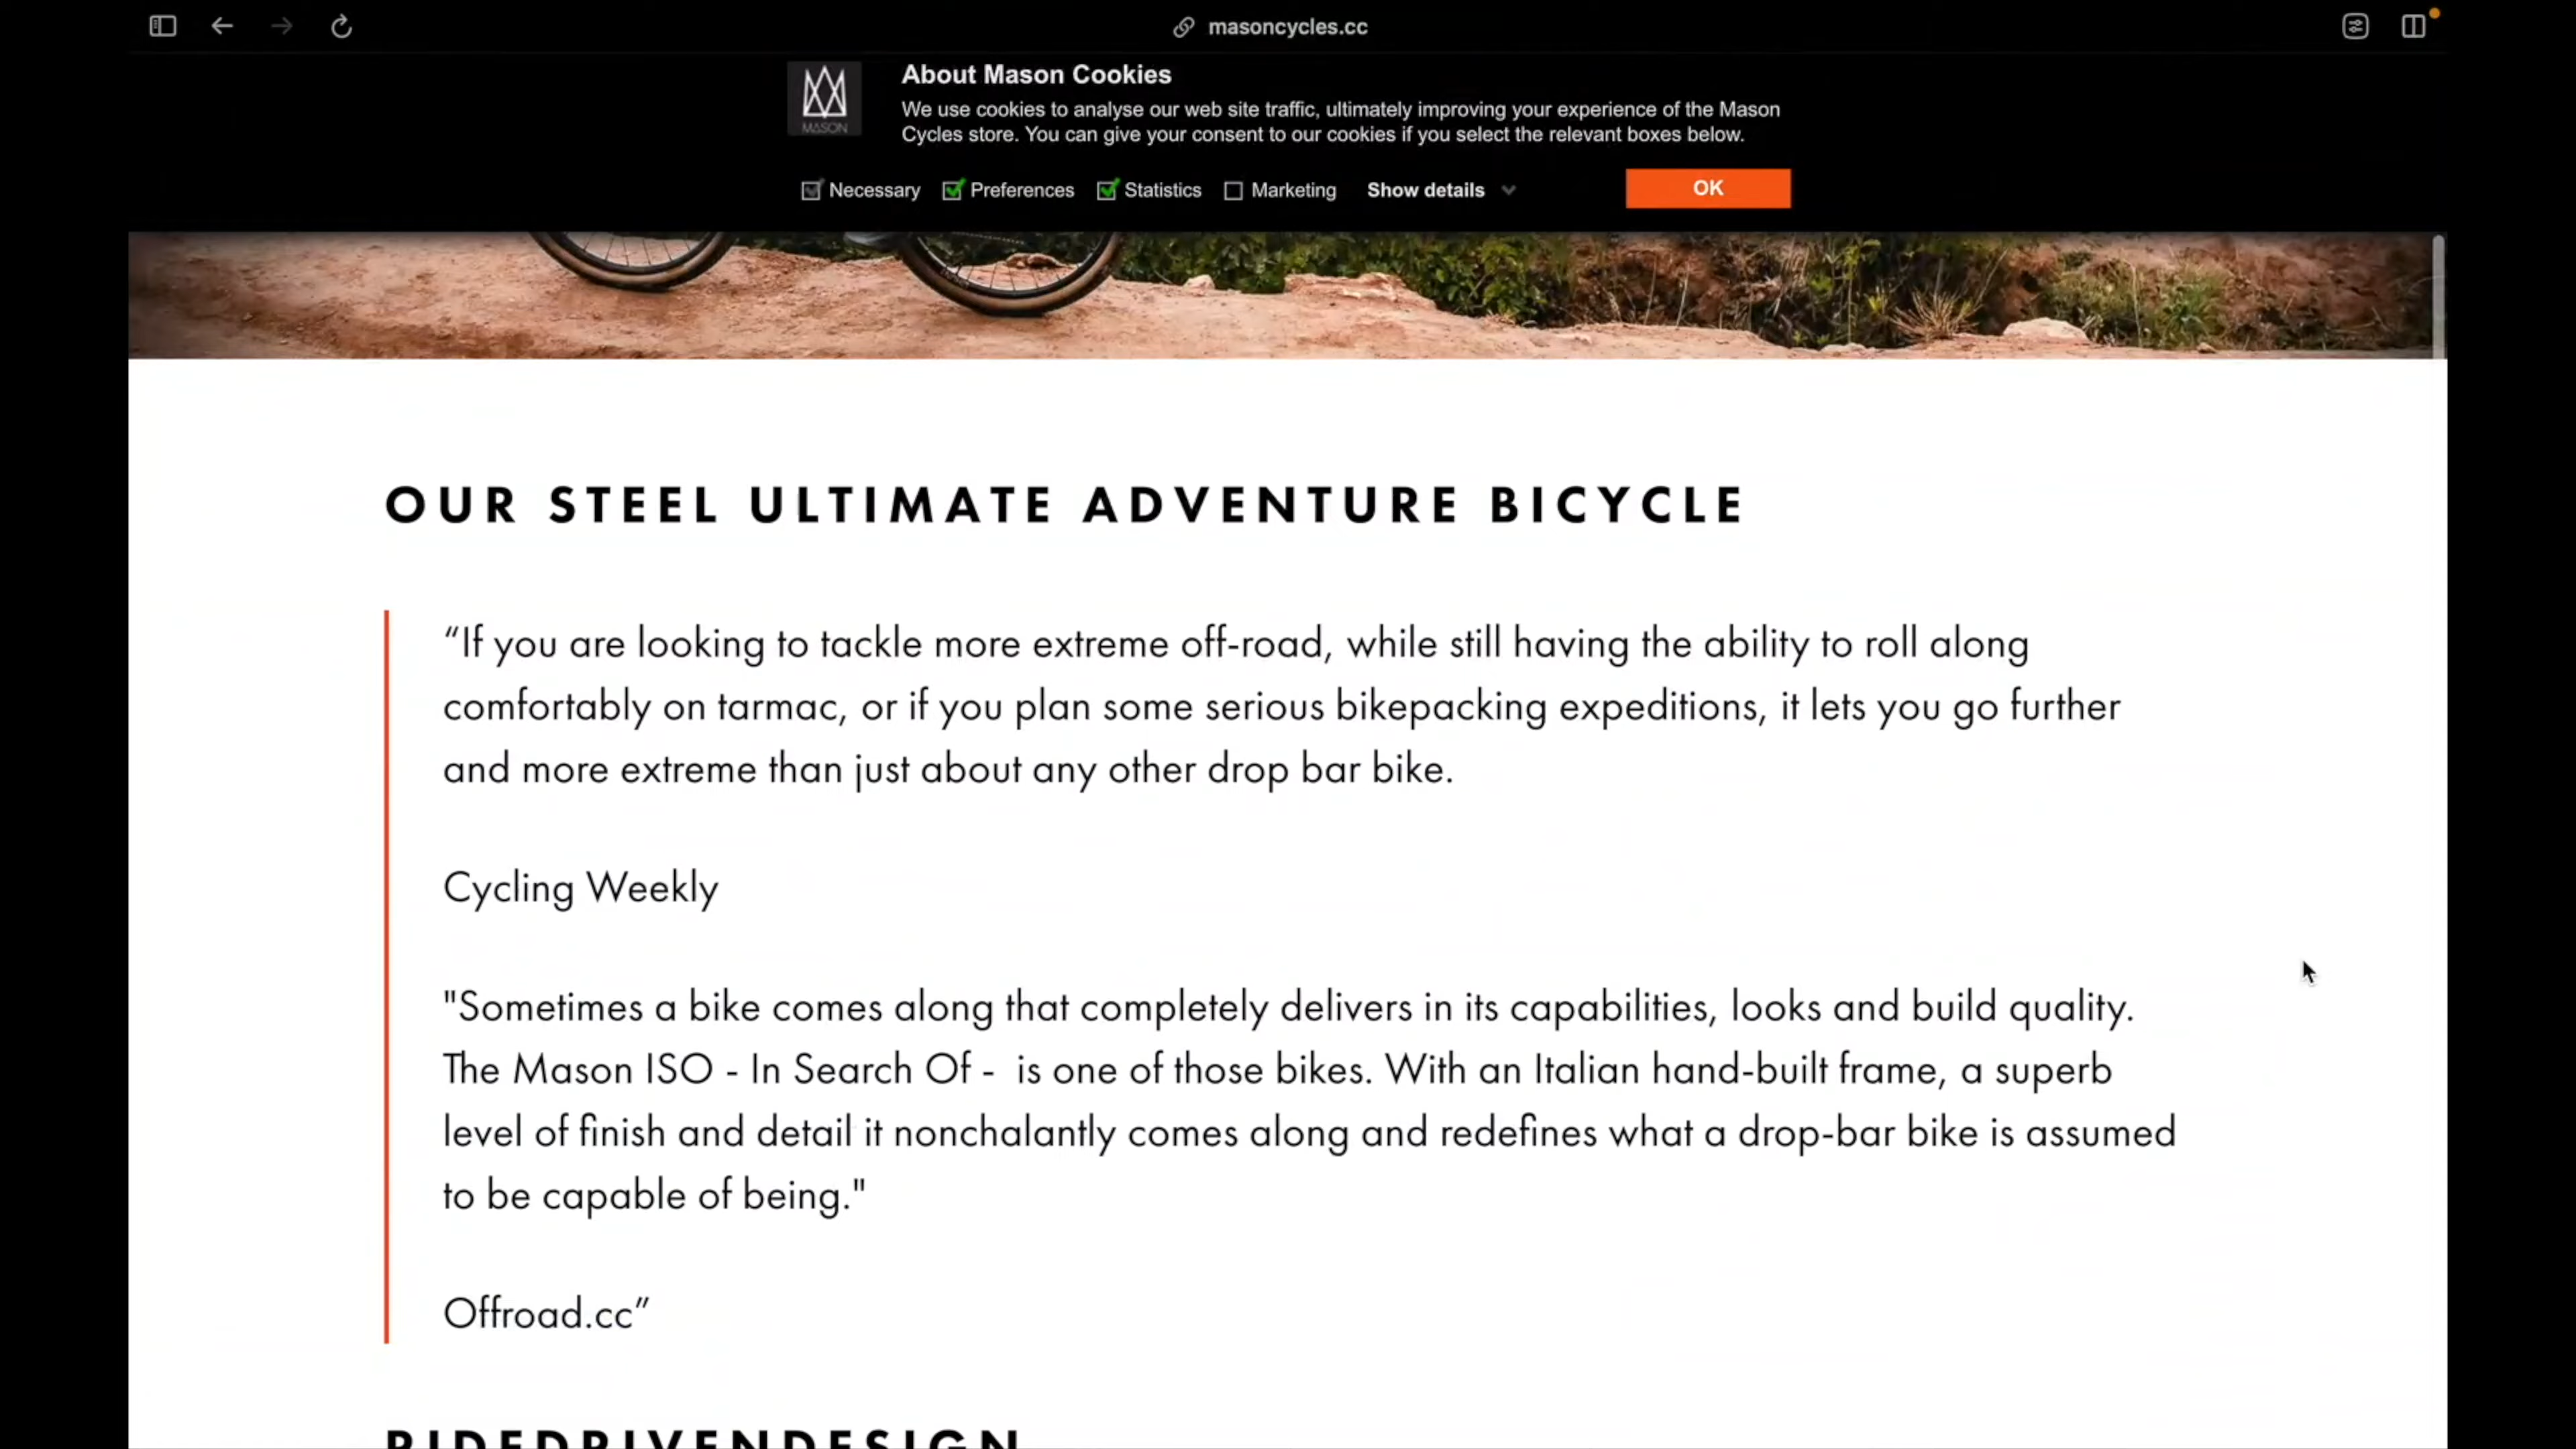 masoncycles.cc
About Mason Cookies
MASON
We use cookies to analyse our web site traffic, ultimately improving your experience of the Mason
Cycles store. You can give your consent to our cookies if you select the relevant boxes below.
Necessary Preferences Statistics Marketing Show details OK
OUR STEEL ULTIMATE ADVENTURE BICYCLE
“If you are looking to tackle more extreme off-road, while still having the ability to roll along
comfortably on tarmac, or if you plan some serious bikepacking expeditions, it lets you go further
and more extreme than just about any other drop bar bike.
Cycling Weekly
"Sometimes a bike comes along that completely delivers in its capabilities, looks and build quality.
The Mason ISO - In Search Of -  is one of those bikes. With an Italian hand-built frame, a superb
level of finish and detail it nonchalantly comes along and redefines what a drop-bar bike is assumed
to be capable of being."
Offroad.cc”
RIDEDRIVENDESIGN